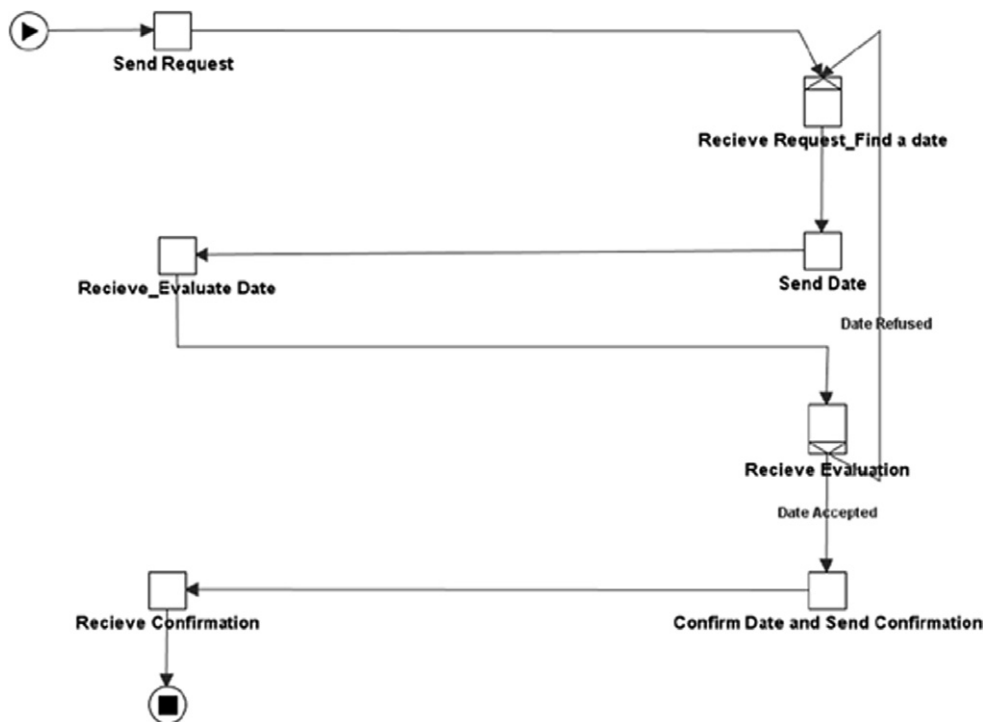 Send Request
Recieve Request_Find a date
Recieve_Evaluate Date
Send Date
Date Refused
Recieve Evaluation
Date Accepted
Recieve Confirmation
Confirm Date and Send Confirmation